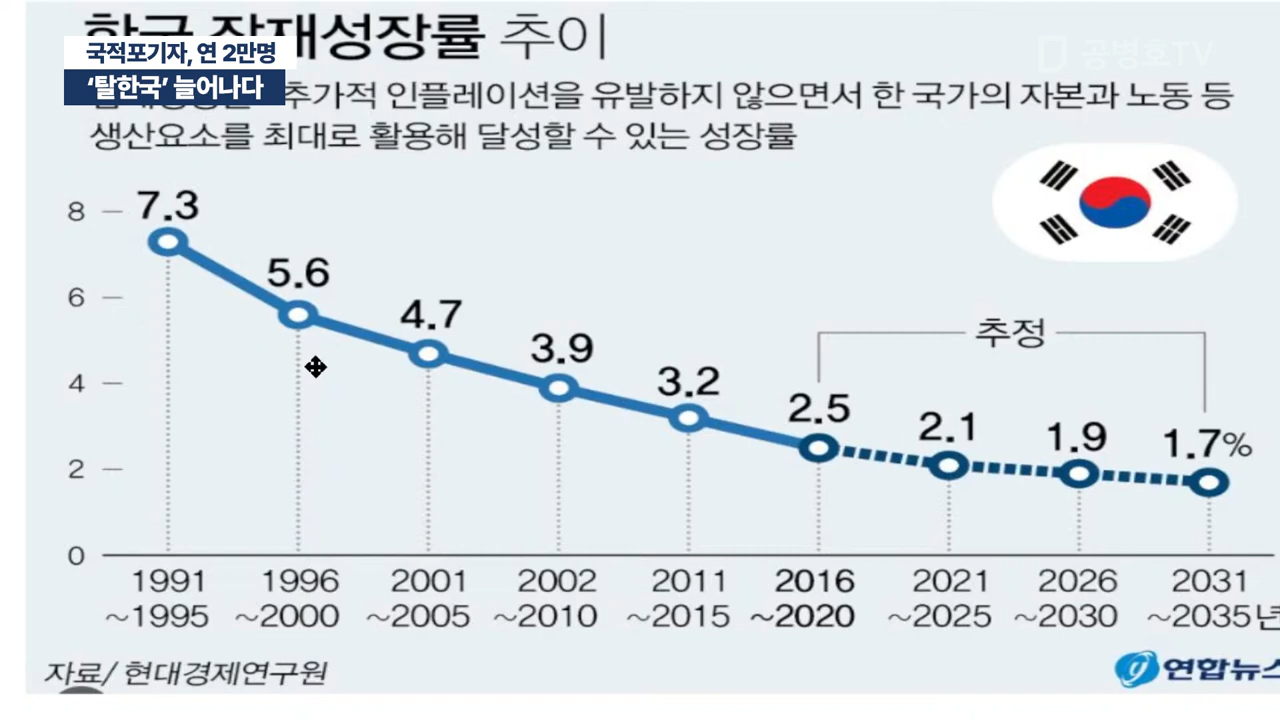 한국 잠재성장률 추이
국적포기자, 연 2만명
‘탈한국’ 늘어나다
공병호TV
추가적 인플레이션을 유발하지 않으면서 한 국가의 자본과 노동 등
생산요소를 최대로 활용해 달성할 수 있는 성장률
8 7.3
5.6
6
4.7
3.9
3.2
4
추정
2.5
2.1
1.9
1.7%
2
0
1991 1996 2001 2002 2011 2016 2021 2026 2031
~1995 ~2000 ~2005 ~2010 ~2015 ~2020 ~2025 ~2030 ~2035년
자료/ 현대경제연구원
연합뉴스